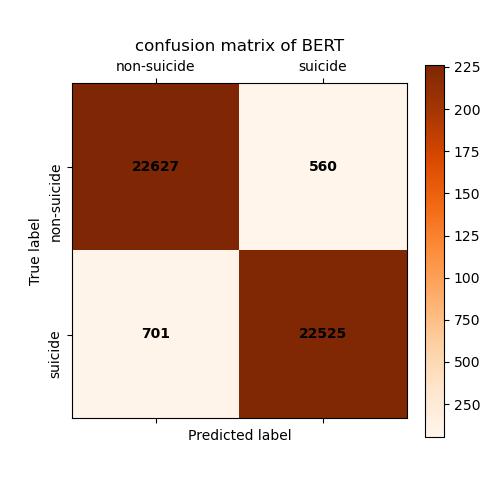 confusion matrix of BERT
non-suicide suicide
22627 560
701 22525
True label
non-suicide
suicide
Predicted label
225
200
175
150
125
100
750
500
250